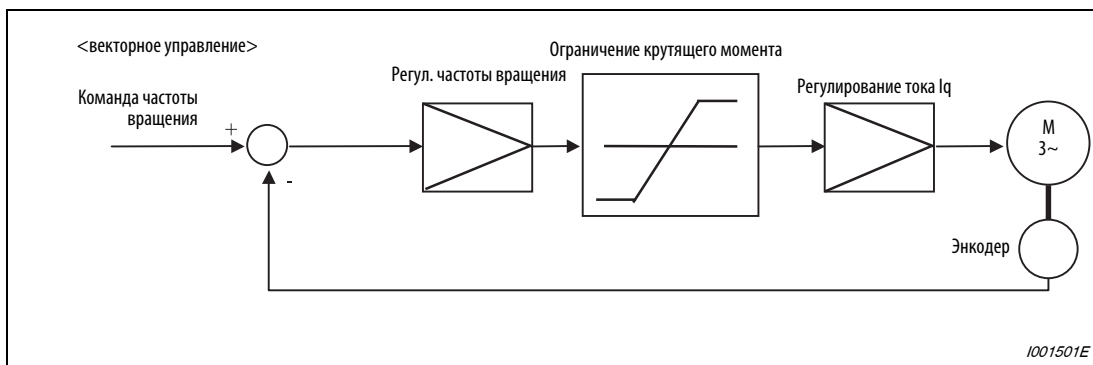 <векторное управление>
Ограничение крутящего момента
Регул. частоты вращения
Регулирование тока Iq
Команда частоты
вращения
+
-
М
3~
Энкодер
I001501E